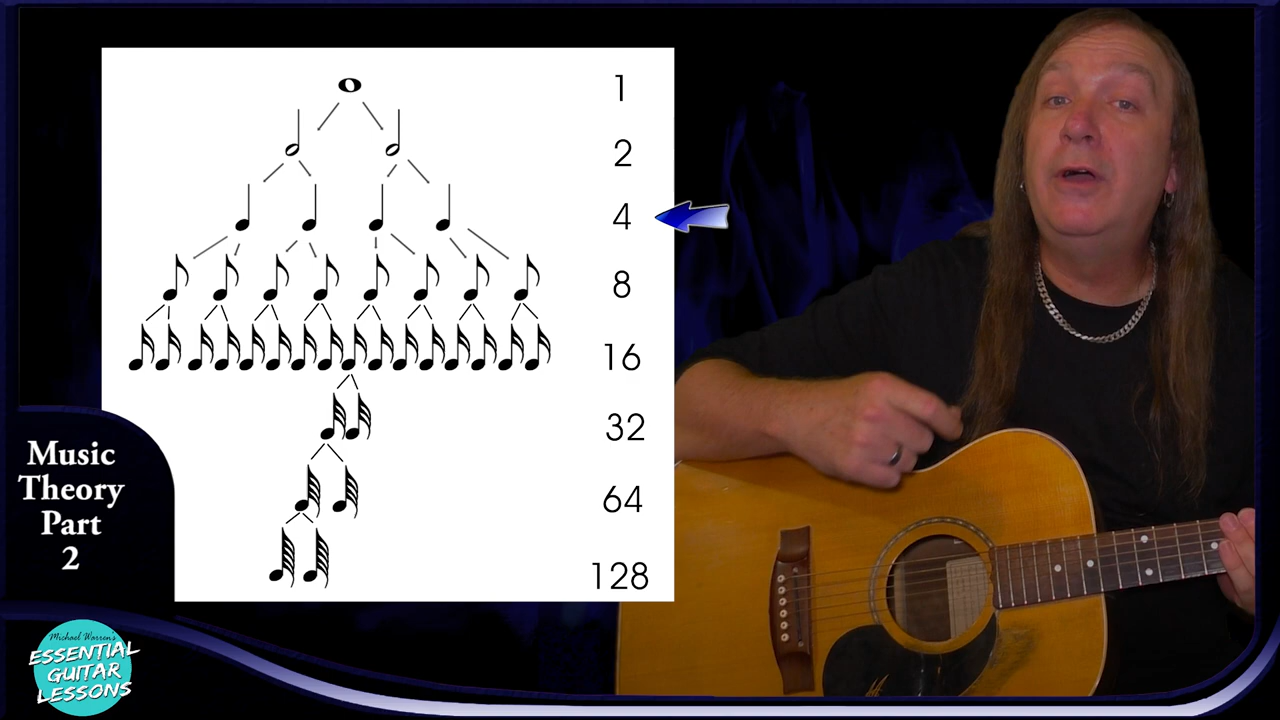 1
2
4
8
16
32
64
128
Music
Theory
Part
2
Michael Warren's
ESSENTIAL
GUITAR
LESSONS